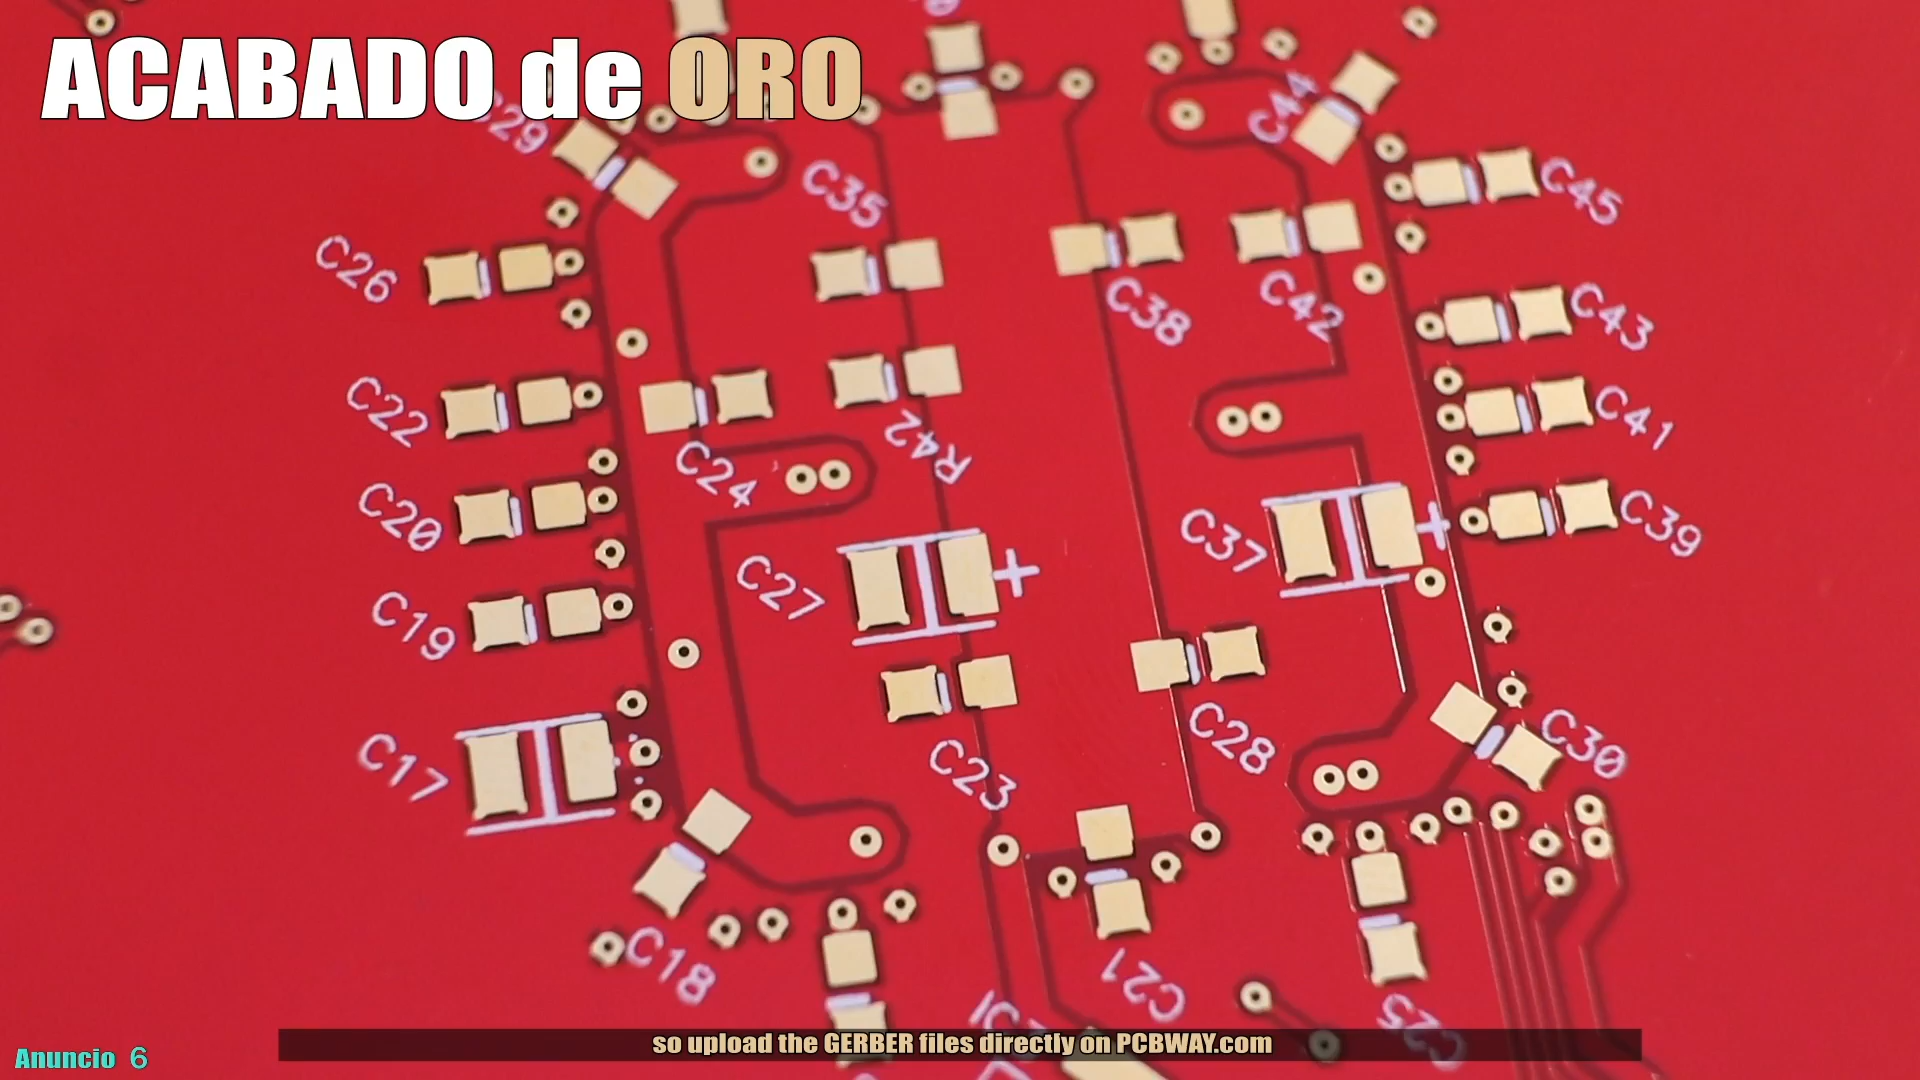 ACABADO de ORO
C29
C44
C35
C45
C26
C38
C42
C43
C22
R42
C41
C24
C20
C37
C39
C27
C19
C28
C30
C17
C23
C18
C21
C25
so upload the GERBER files directly on PCBWAY.com
Anuncio 6